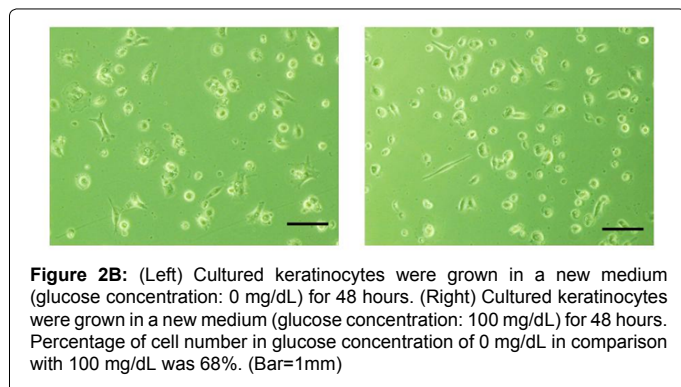 Figure 2B: (Left) Cultured keratinocytes were grown in a new medium
(glucose concentration: 0 mg/dL) for 48 hours. (Right) Cultured keratinocytes
were grown in a new medium (glucose concentration: 100 mg/dL) for 48 hours.
Percentage of cell number in glucose concentration of 0 mg/dL in comparison
with 100 mg/dL was 68%. (Bar=1mm)